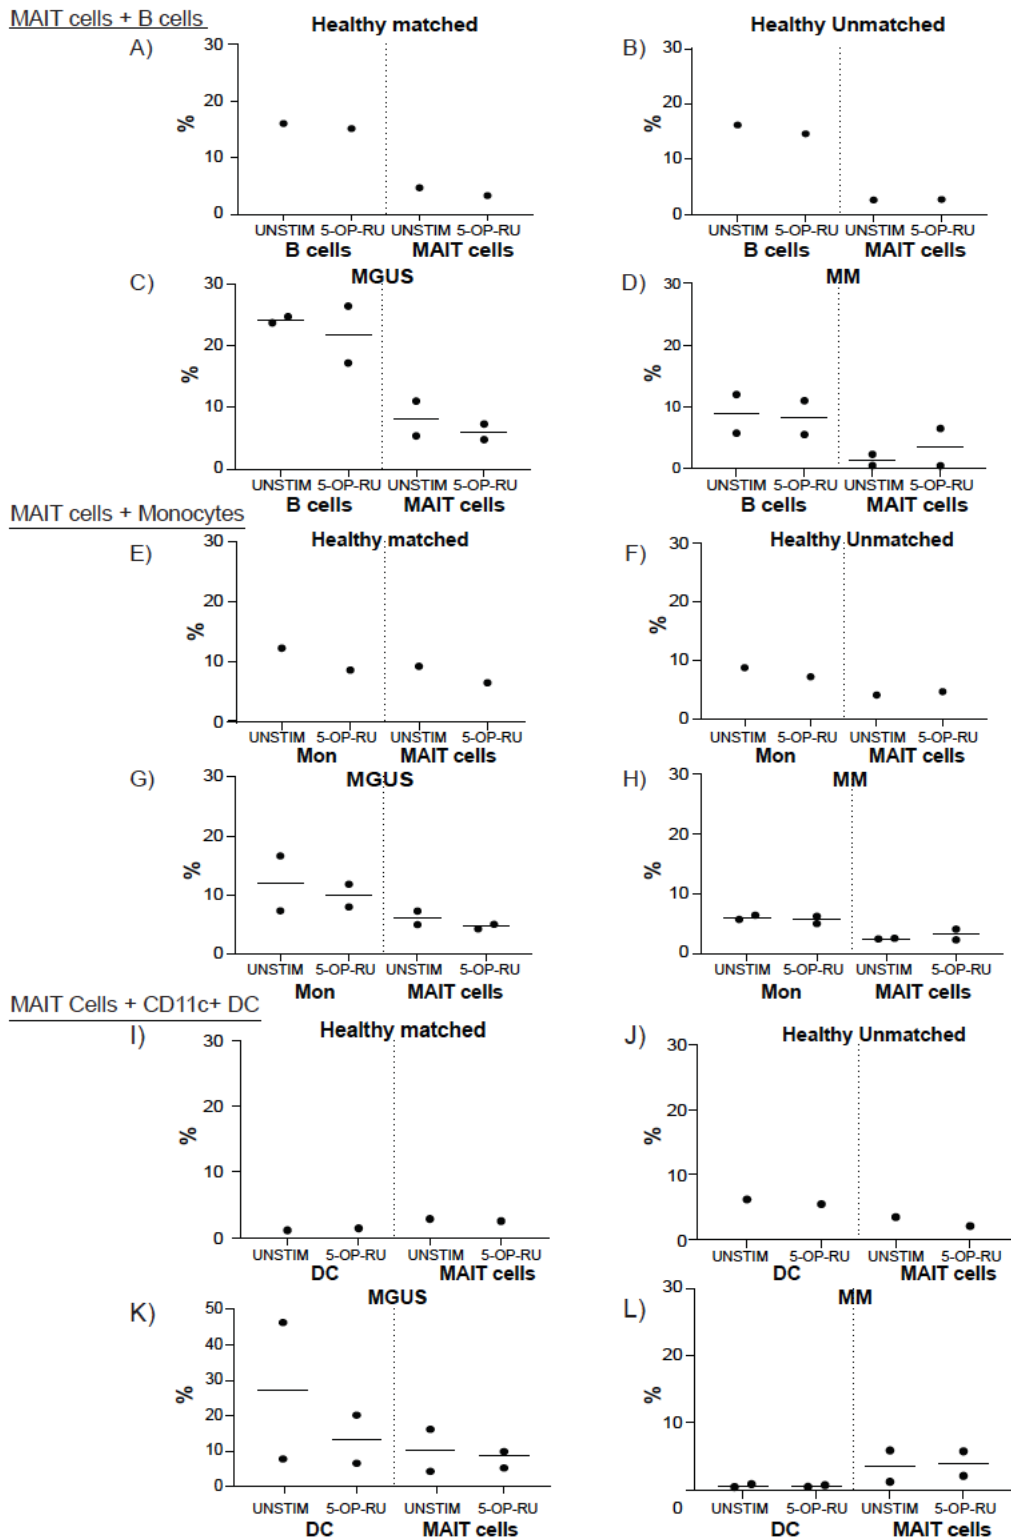 MAIT cells + B cells
Healthy matched
Healthy Unmatched
A)
B)
30
20
%
10
0
UNSTIM 5-OP-RU UNSTIM 5-OP-RU
B cells MAIT cells
30
20
%
10
0
UNSTIM 5-OP-RU UNSTIM 5-OP-RU
B cells MAIT cells
C)
MGUS
30
20
%
10
0
UNSTIM 5-OP-RU UNSTIM 5-OP-RU
B cells MAIT cells
D)
MM
30
20
%
10
0
UNSTIM 5-OP-RU UNSTIM 5-OP-RU
B cells MAIT cells
MAIT cells + Monocytes
E)
Healthy matched
30
20
%
10
0
UNSTIM 5-OP-RU UNSTIM 5-OP-RU
Mon MAIT cells
F)
Healthy Unmatched
30
20
%
10
0
UNSTIM 5-OP-RU UNSTIM 5-OP-RU
Mon MAIT cells
G)
MGUS
30
20
%
10
0
UNSTIM 5-OP-RU UNSTIM 5-OP-RU
Mon MAIT cells
H)
MM
30
20
%
10
0
UNSTIM 5-OP-RU UNSTIM 5-OP-RU
Mon MAIT cells
MAIT Cells + CD11c+ DC
I)
Healthy matched
30
20
%
10
0
UNSTIM 5-OP-RU UNSTIM 5-OP-RU
DC MAIT cells
J)
Healthy Unmatched
30
20
%
10
0
UNSTIM 5-OP-RU UNSTIM 5-OP-RU
DC MAIT cells
K)
MGUS
50
40
30
%
20
10
0
UNSTIM 5-OP-RU UNSTIM 5-OP-RU
DC MAIT cells
L)
MM
30
20
%
10
0
UNSTIM 5-OP-RU UNSTIM 5-OP-RU
DC MAIT cells